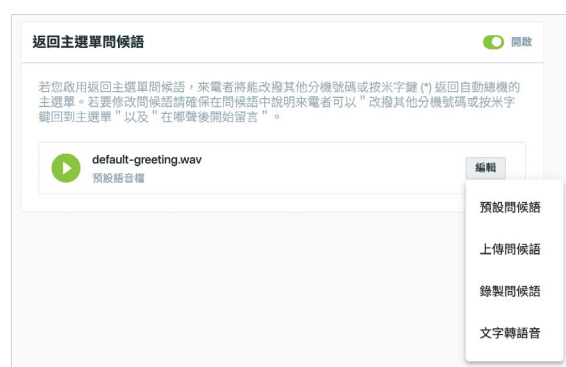 返回主選單問候語
開啟
若您啟用返回主選單問候語，來電者將能改撥其他分機號碼或按米字鍵 (*) 返回自動總機的
主選單。若要修改問候語請確保在問候語中說明來電者可以 " 改撥其他分機號碼或按米字
鍵回到主選單 " 以及 " 在嘟聲後開始留言 " 。
default-greeting.wav
預設語音檔
編輯
預設問候語
上傳問候語
錄製問候語
文字轉語音